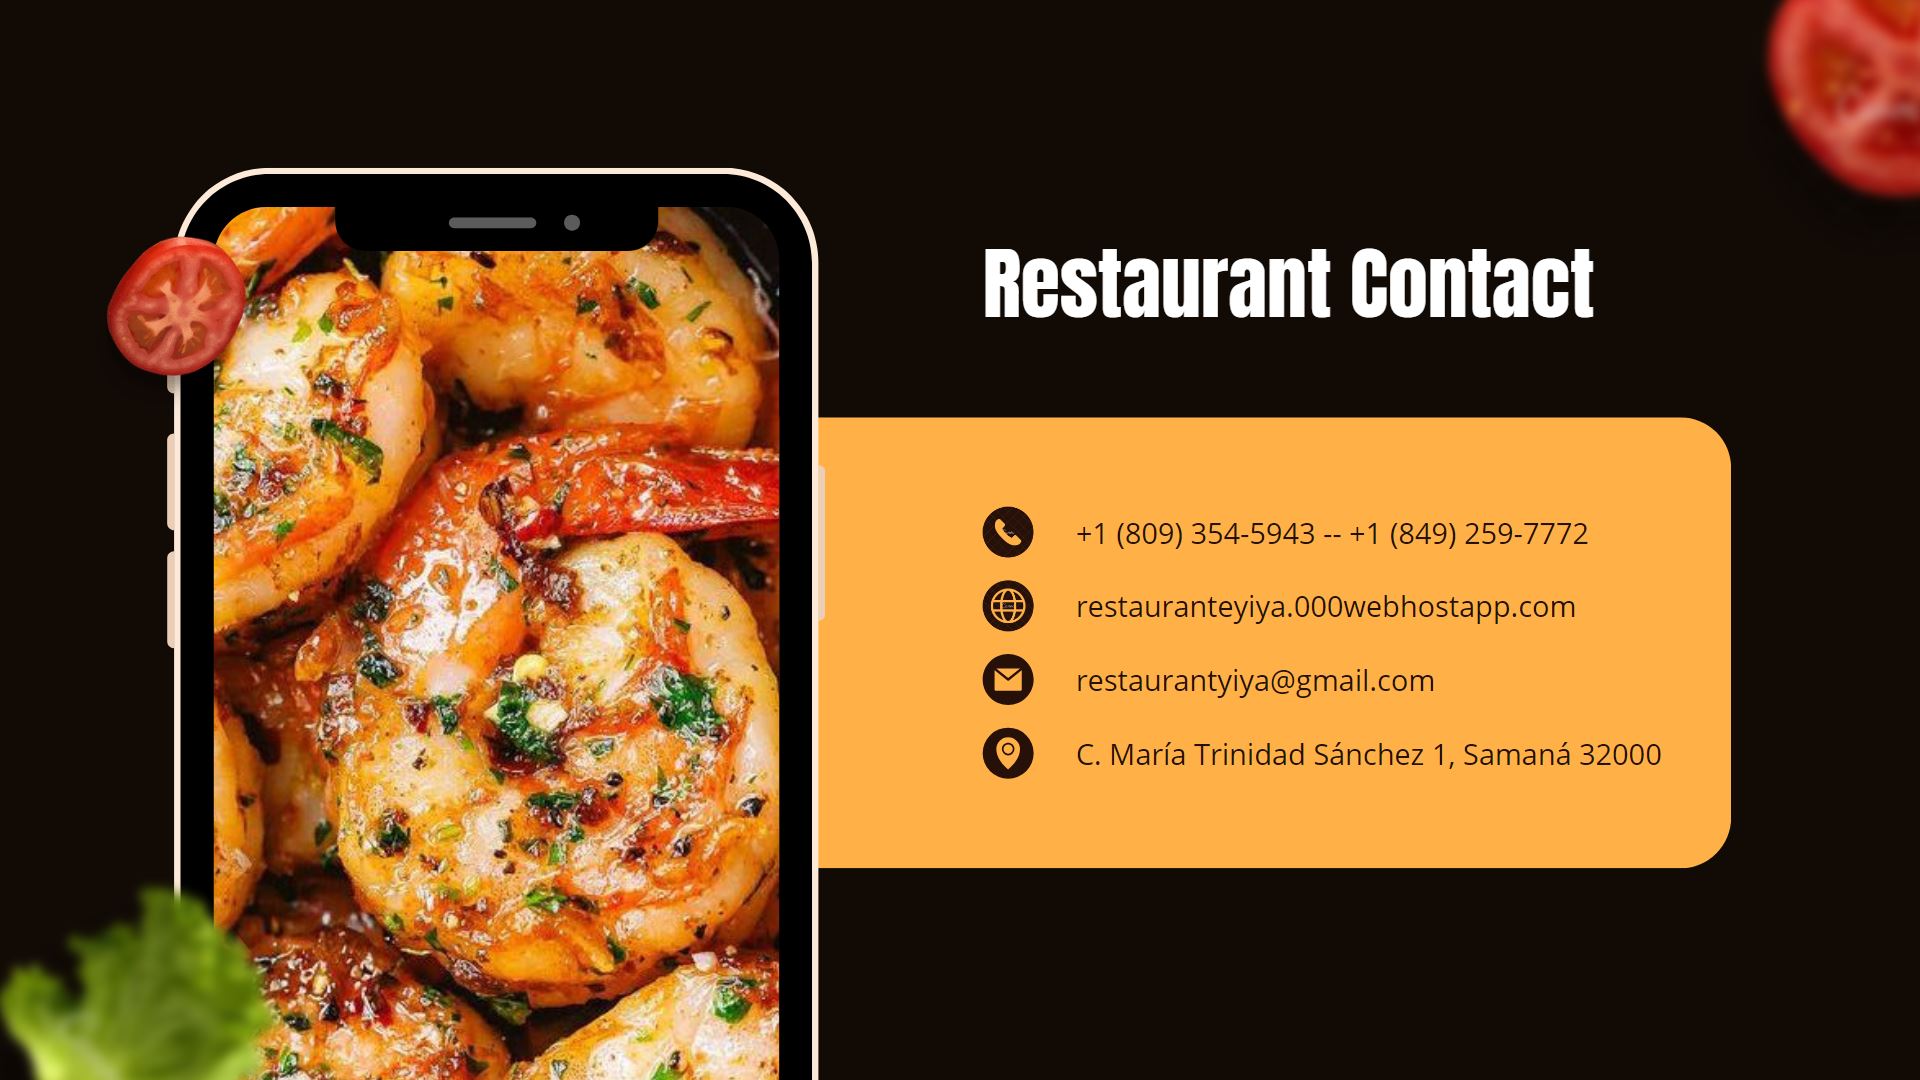 Restaurant Contact
+1 (809) 354-5943 -- +1 (849) 259-7772
restauranteyiya.000webhostapp.com
restaurantyiya@gmail.com
C. María Trinidad Sánchez 1, Samaná 32000